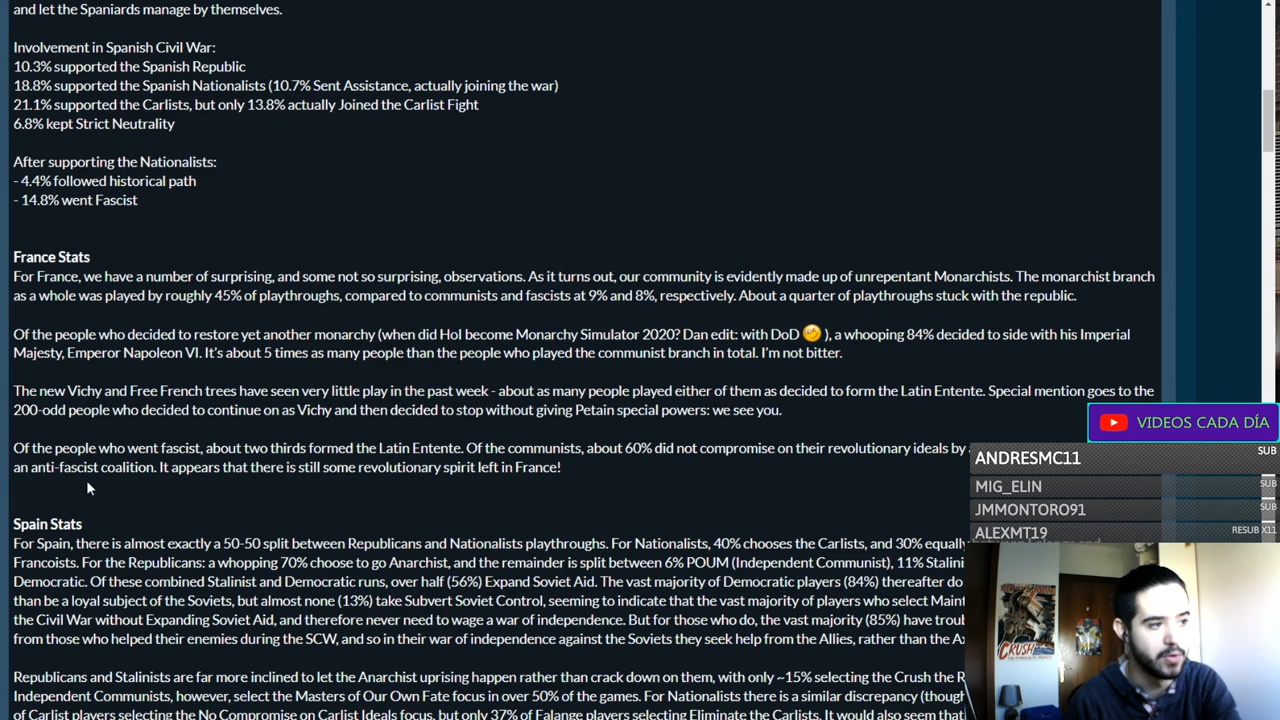 and let the Spaniards manage by themselves.
Involvement in Spanish Civil War:
10.3% supported the Spanish Republic
18.8% supported the Spanish Nationalists (10.7% Sent Assistance, actually joining the war)
21.1% supported the Carlists, but only 13.8% actually Joined the Carlist Fight
6.8% kept Strict Neutrality
After supporting the Nationalists:
- 4.4% followed historical path
- 14.8% went Fascist
France Stats
For France, we have a number of surprising, and some not so surprising, observations. As it turns out, our community is evidently made up of unrepentant Monarchists. The monarchist branch
as a whole was played by roughly 45% of playthroughs, compared to communists and fascists at 9% and 8%, respectively. About a quarter of playthroughs stuck with the republic.
Of the people who decided to restore yet another monarchy (when did HoI become Monarchy Simulator 2020? Dan edit: with DoD ), a whooping 84% decided to side with his Imperial
Majesty, Emperor Napoleon VI. It's about 5 times as many people than the people who played the communist branch in total. I'm not bitter.
The new Vichy and Free French trees have seen very little play in the past week - about as many people played either of them as decided to form the Latin Entente. Special mention goes to the
200-odd people who decided to continue on as Vichy and then decided to stop without giving Petain special powers: we see you.
Of the people who went fascist, about two thirds formed the Latin Entente. Of the communists, about 60% did not compromise on their revolutionary ideals by
an anti-fascist coalition. It appears that there is still some revolutionary spirit left in France!
Spain Stats
For Spain, there is almost exactly a 50-50 split between Republicans and Nationalists playthroughs. For Nationalists, 40% chooses the Carlists, and 30% equally
Francoists. For the Republicans: a whopping 70% choose to go Anarchist, and the remainder is split between 6% POUM (Independent Communist), 11% Stalini
Democratic. Of these combined Stalinist and Democratic runs, over half (56%) Expand Soviet Aid. The vast majority of Democratic players (84%) thereafter do
than be a loyal subject of the Soviets, but almost none (13%) take Subvert Soviet Control, seeming to indicate that the vast majority of players who select Main
the Civil War without Expanding Soviet Aid, and therefore never need to wage a war of independence. But for those who do, the vast majority (85%) have trou
from those who helped their enemies during the SCW, and so in their war of independence against the Soviets they seek help from the Allies, rather than the Ax
Republicans and Stalinists are far more inclined to let the Anarchist uprising happen rather than crack down on them, with only ~15% selecting the Crush the R
Independent Communists, however, select the Masters of Our Own Fate focus in over 50% of the games. For Nationalists there is a similar discrepancy (though
of Carlist players selecting the No Compromise on Carlist Ideals focus, but only 37% of Falange players selecting Eliminate the Carlists. It would also seem that
VIDEOS CADA DÍA
ANDRESMC11 SUB
MIG_ELIN SUB
JMMONTORO91 SUB
ALEXMT19 RESUB X11
CRUSH